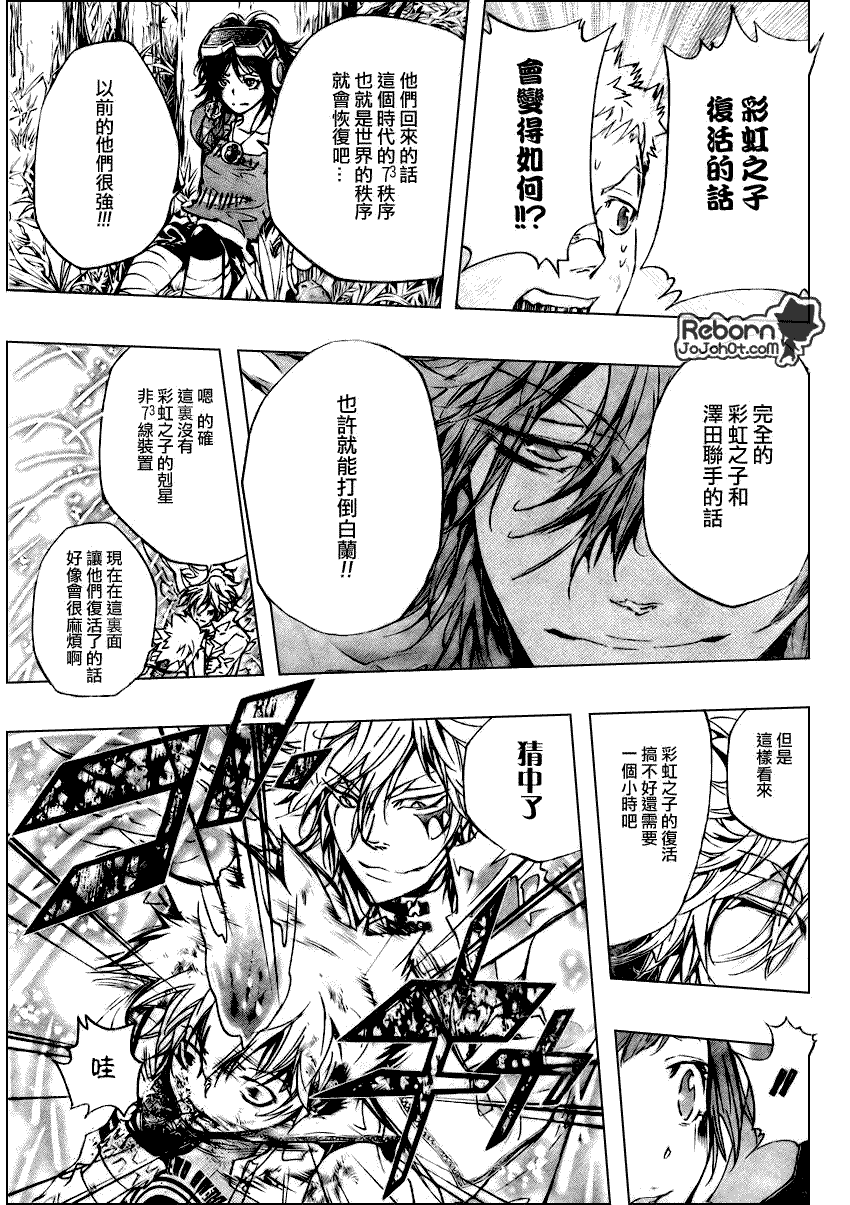 彩虹之子
復活的話
會變得如何!!?
他們回來的話
這個時代的7³秩序
也就是世界的秩序
就會恢復吧…
以前的他們很強!!!
Reborn
JoJoHot.com
完全的
彩虹之子和
澤田聯手的話
也許就能打倒白蘭!!
嗯 的確
這裏沒有
彩虹之子的剋星
非7³線裝置
現在在這裏面
讓他們復活了的話
好像會很麻煩啊
但是
這樣看來
彩虹之子的復活
搞不好還需要
一個小時吧
!!
猜中了
哇